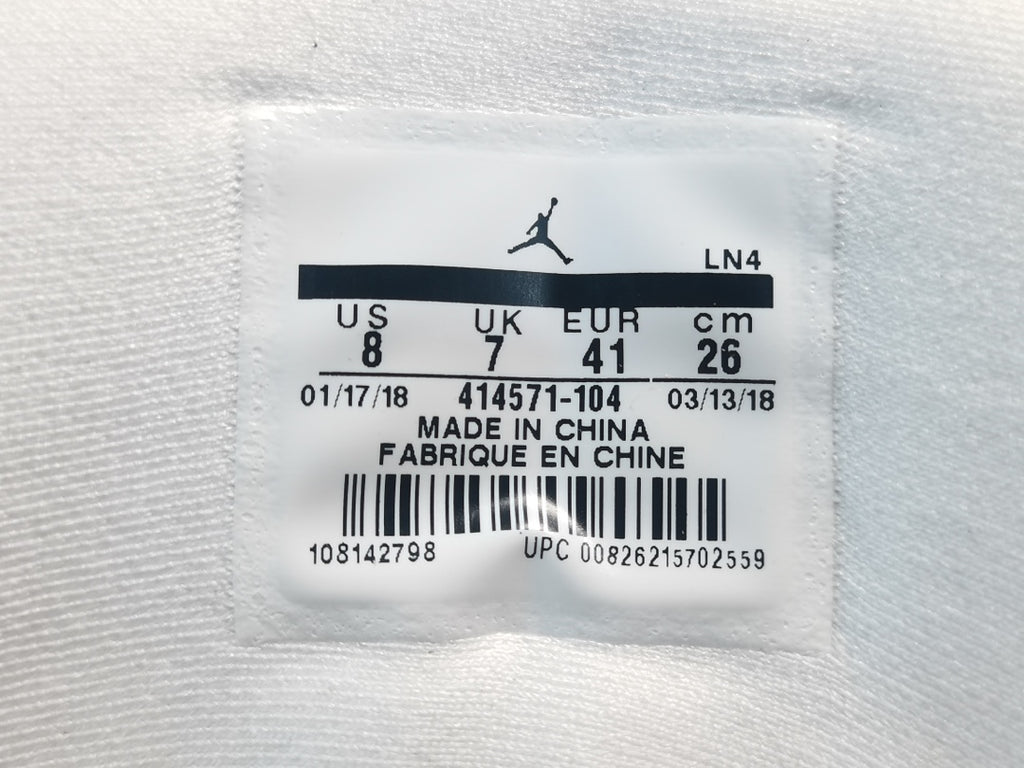 LN4
US UK EUR cm
8 7 41 26
01/17/18 414571-104 03/13/18
MADE IN CHINA
FABRIQUE EN CHINE
108142798 UPC 00826215702559